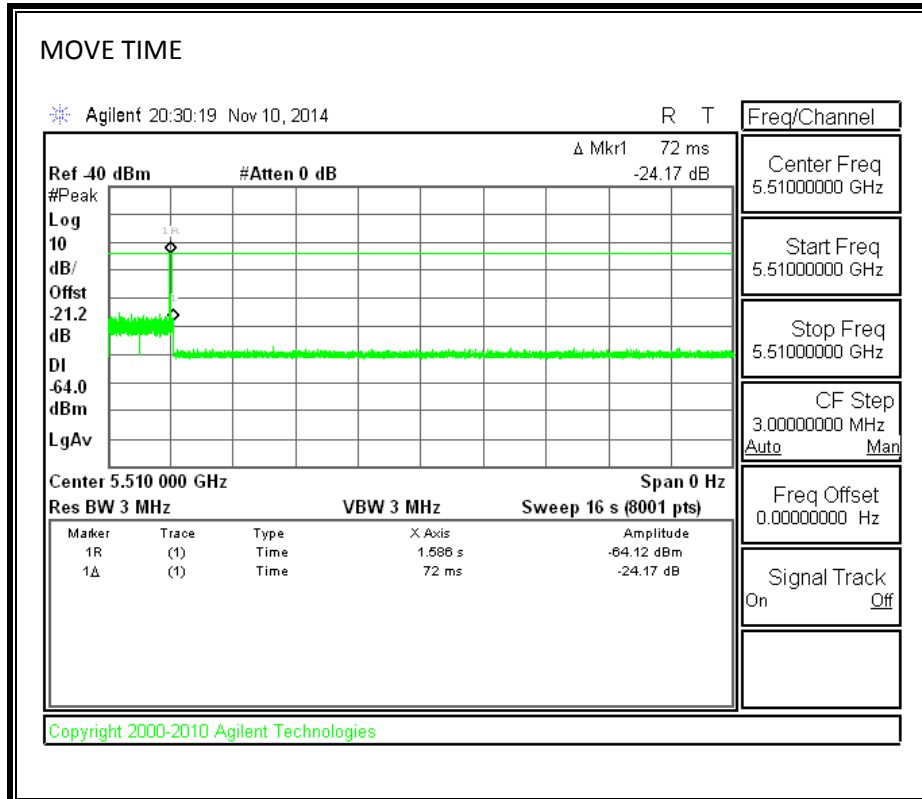 MOVE TIME
Agilent 20:30:19 Nov 10, 2014 R T
Δ Mkr1 72 ms
Ref -40 dBm #Atten 0 dB -24.17 dB
#Peak
Log
10
dB/
Offst
-21.2
dB
DI
-64.0
dBm
LgAv
1R
1
Center 5.510 000 GHz Span 0 Hz
Res BW 3 MHz VBW 3 MHz Sweep 16 s (8001 pts)
Marker Trace Type X Axis Amplitude
1R (1) Time 1.586 s -64.12 dBm
1Δ (1) Time 72 ms -24.17 dB
Freq/Channel
Center Freq
5.51000000 GHz
Start Freq
5.51000000 GHz
Stop Freq
5.51000000 GHz
CF Step
3.00000000 MHz
Auto Man
Freq Offset
0.00000000 Hz
Signal Track
On Off
Copyright 2000-2010 Agilent Technologies